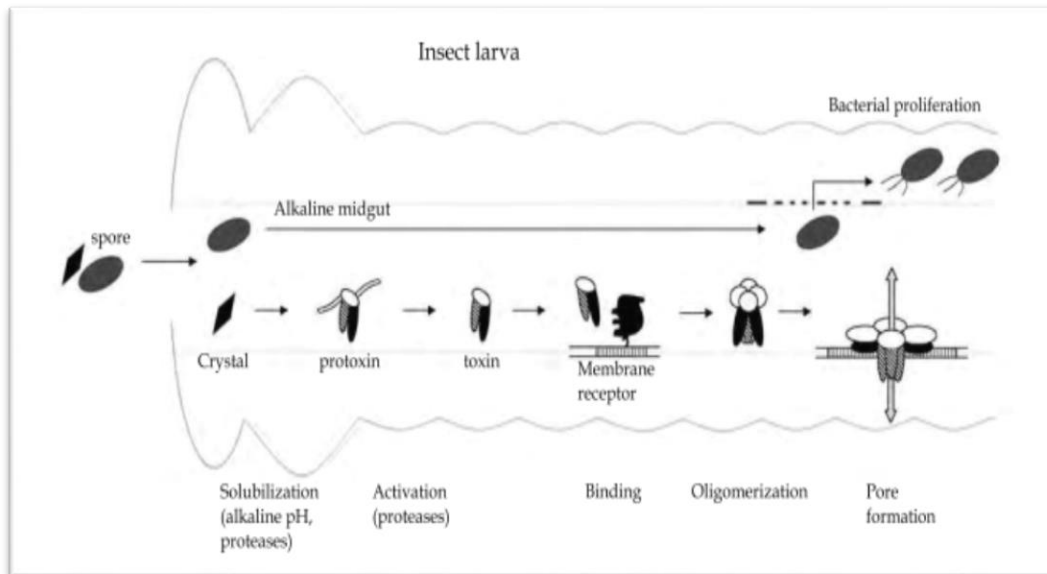 Insect larva
Bacterial proliferation
Alkaline midgut
spore
Crystal
protoxin
toxin
Membrane
receptor
Solubilization
(alkaline pH,
proteases)
Activation
(proteases)
Binding
Oligomerization
Pore
formation